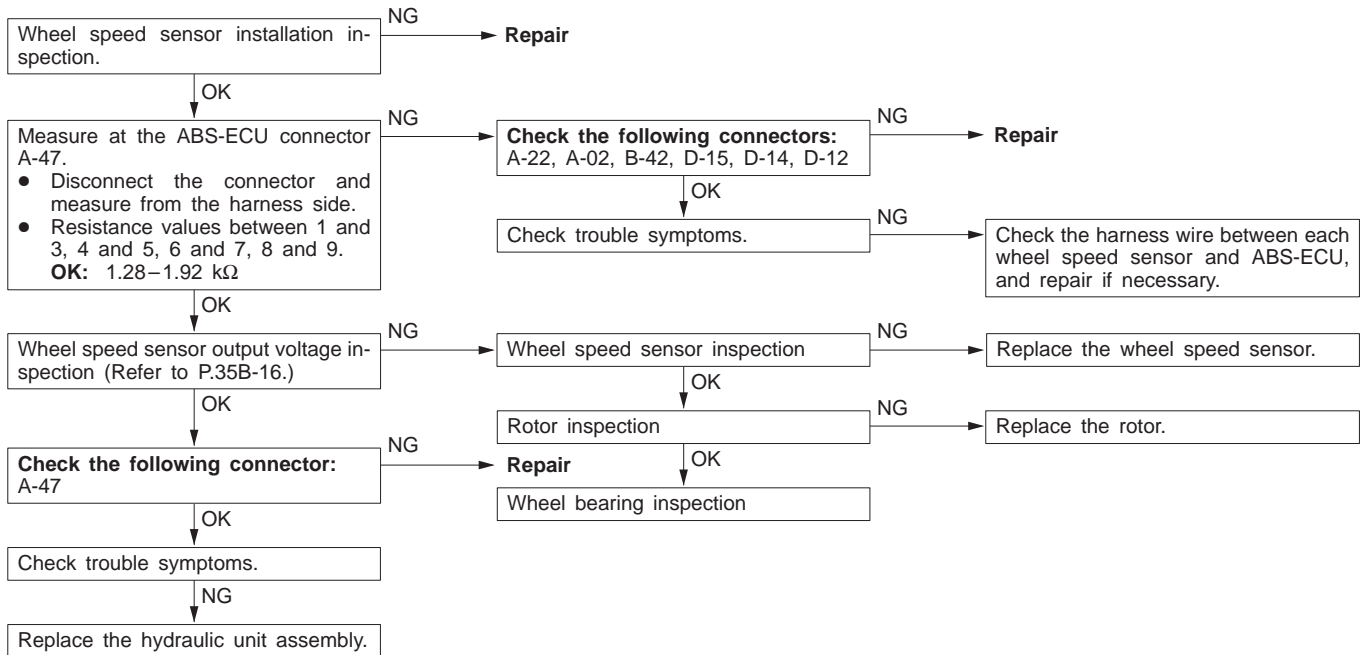 Wheel speed sensor installation in-
spection.
NG
Repair
OK
Measure at the ABS-ECU connector
A-47.
● Disconnect the connector and
measure from the harness side.
● Resistance values between 1 and
3, 4 and 5, 6 and 7, 8 and 9.
OK: 1.28–1.92 kΩ
NG
Check the following connectors:
A-22, A-02, B-42, D-15, D-14, D-12
NG
Repair
OK
Check trouble symptoms.
NG
Check the harness wire between each
wheel speed sensor and ABS-ECU,
and repair if necessary.
OK
Wheel speed sensor output voltage in-
spection (Refer to P.35B-16.)
NG
Wheel speed sensor inspection
NG
Replace the wheel speed sensor.
OK
Rotor inspection
NG
Replace the rotor.
OK
Wheel bearing inspection
OK
Check the following connector:
A-47
NG
Repair
OK
Check trouble symptoms.
NG
Replace the hydraulic unit assembly.